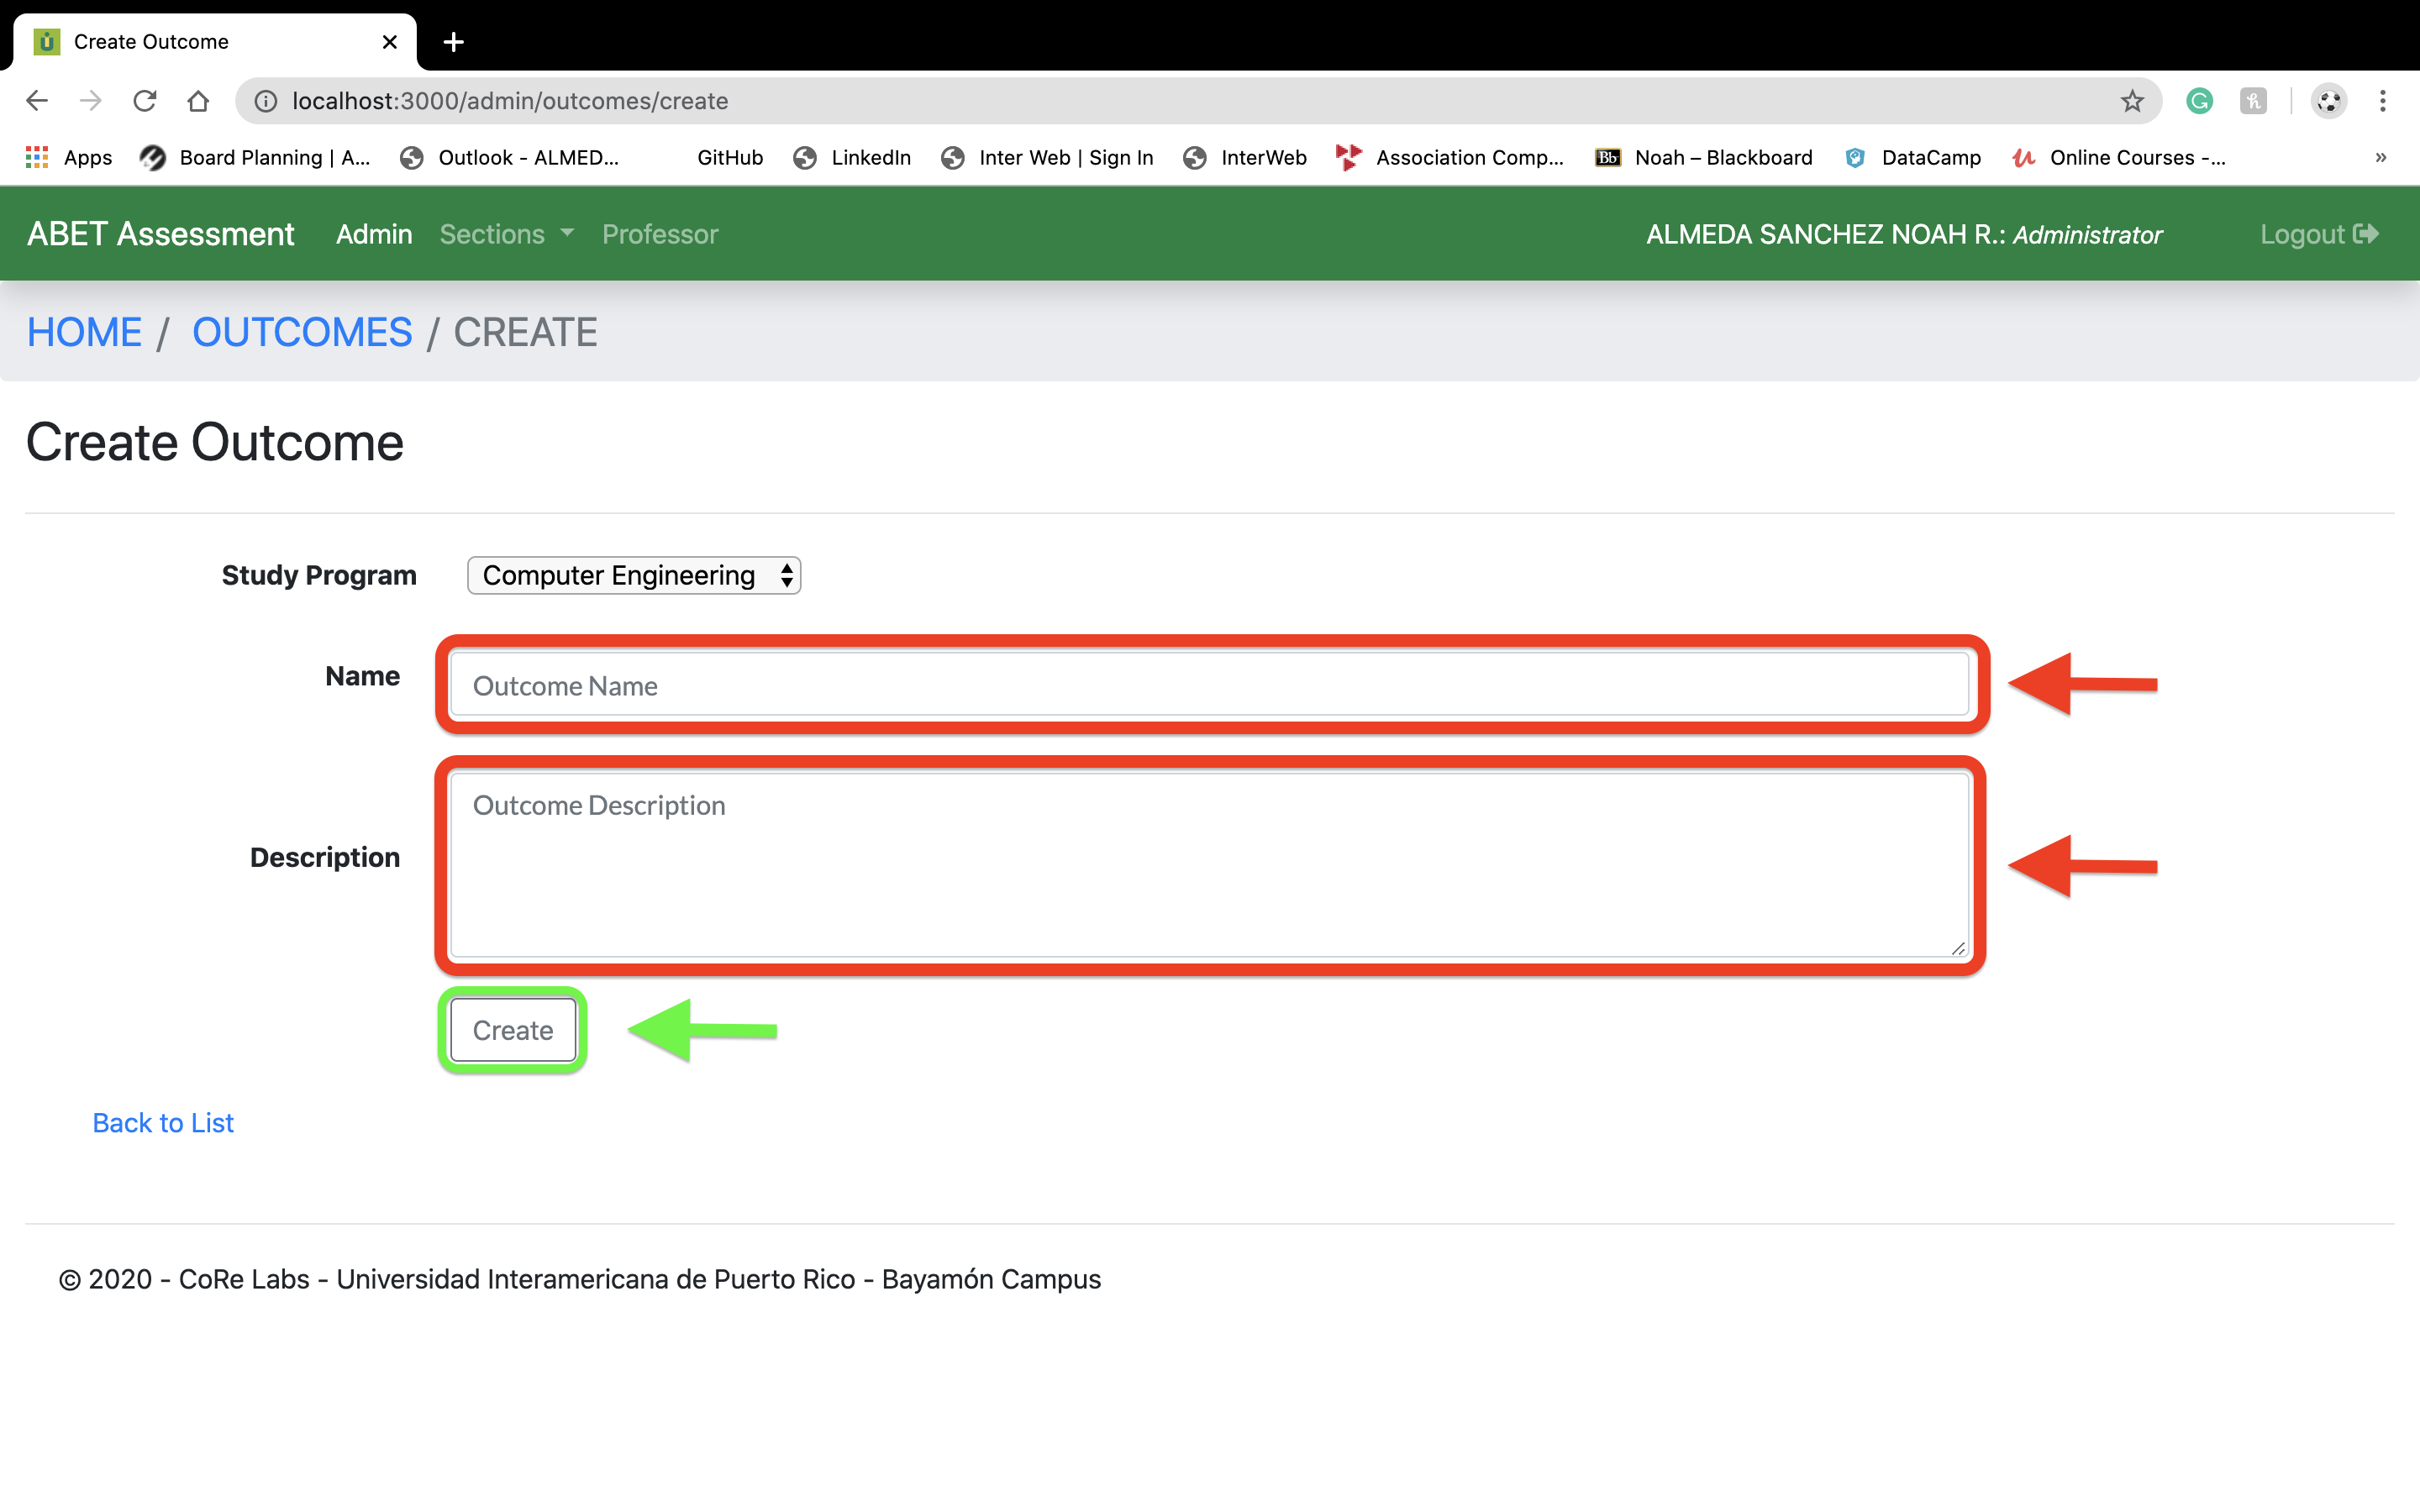 Create Outcome
localhost:3000/admin/outcomes/create
Apps Board Planning | A... Outlook - ALMED... GitHub LinkedIn Inter Web | Sign In InterWeb Association Comp... Bb Noah – Blackboard DataCamp Online Courses -... »
ABET Assessment Admin Sections Professor ALMEDA SANCHEZ NOAH R.: Administrator Logout
HOME / OUTCOMES / CREATE
Create Outcome
Study Program Computer Engineering
Name Outcome Name
Outcome Description
Description
Create
Back to List
© 2020 - CoRe Labs - Universidad Interamericana de Puerto Rico - Bayamón Campus